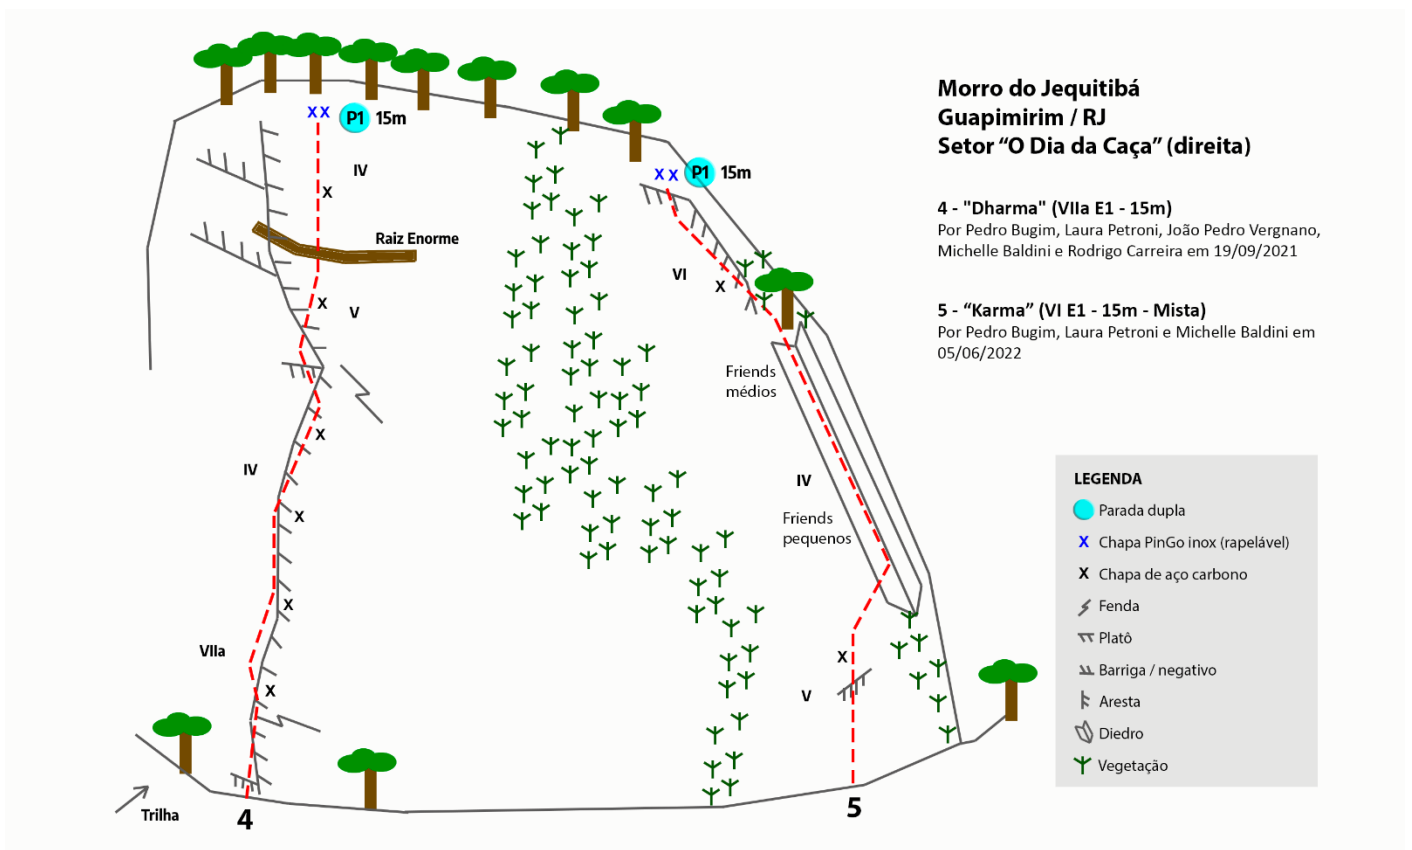 Morro do Jequitibá
Guapimirim / RJ
Setor “O Dia da Caça” (direita)
4 - "Dharma" (VIIa E1 - 15m)
Por Pedro Bugim, Laura Petroni, João Pedro Vergnano,
Michelle Baldini e Rodrigo Carreira em 19/09/2021
5 - “Karma” (VI E1 - 15m - Mista)
Por Pedro Bugim, Laura Petroni e Michelle Baldini em
05/06/2022
X X P1 15m
IV
X
Raiz Enorme
X
V
X
IV
X
X
VIIa
X
Trilha
4
X X P1 15m
VI
X
Friends
médios
IV
Friends
pequenos
X
V
5
LEGENDA
Parada dupla
X Chapa PinGo inox (rapelável)
X Chapa de aço carbono
Fenda
Platô
Barriga / negativo
Aresta
Diedro
Vegetação